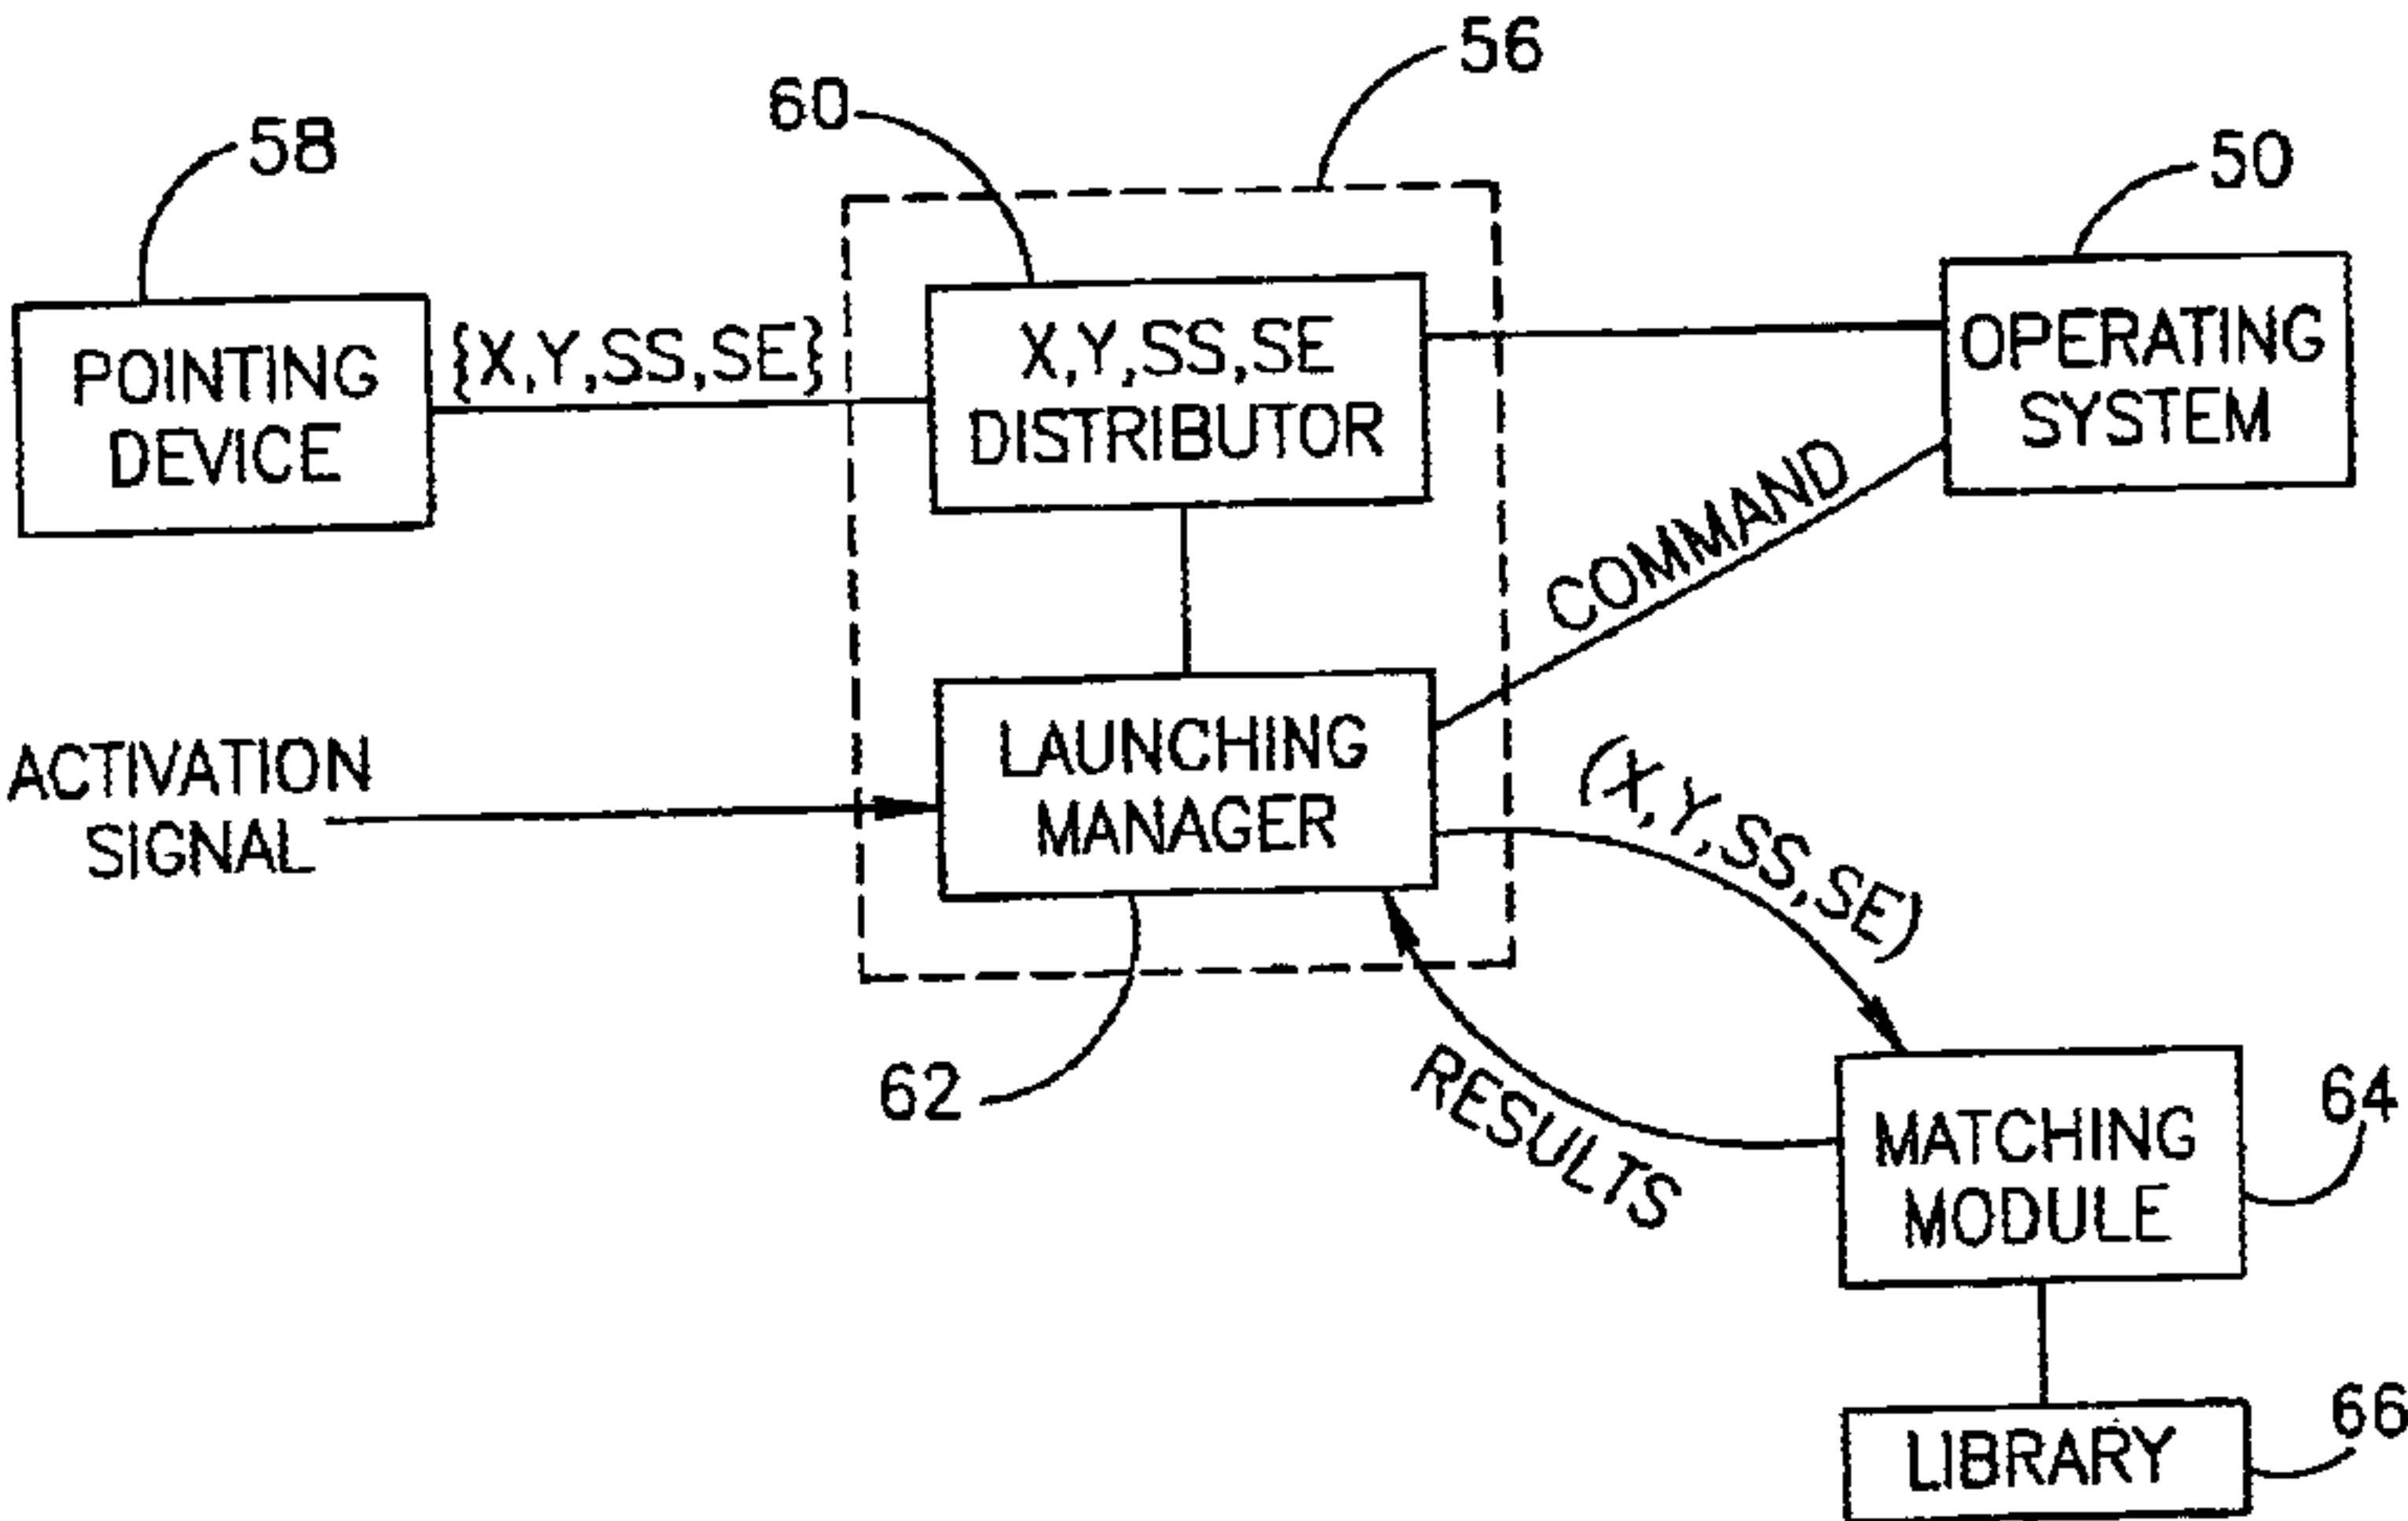 56
60
58
50
{X,Y,SS,SE}
X,Y,SS,SE
DISTRIBUTOR
POINTING
DEVICE
OPERATING
SYSTEM
COMMAND
ACTIVATION
SIGNAL
LAUNCHING
MANAGER
(X,Y,SS,SE)
62
RESULTS
64
MATCHING
MODULE
66
LIBRARY